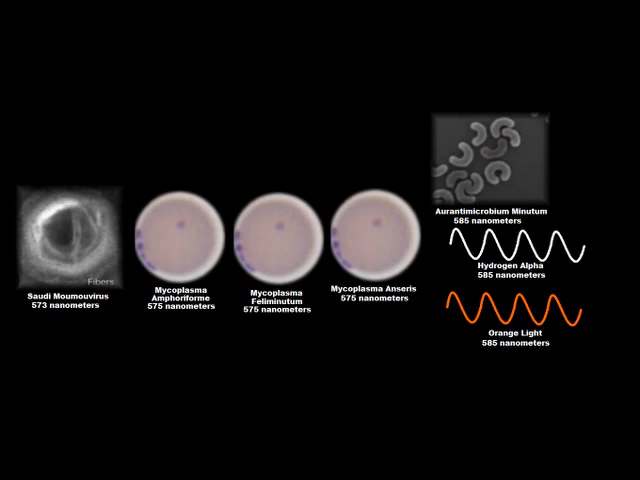 Fibers
Saudi Moumouvirus
573 nanometers
Mycoplasma
Amphoriforme
575 nanometers
Mycoplasma
Feliminutum
575 nanometers
Mycoplasma Anseris
575 nanometers
Aurantimicrobium Minutum
585 nanometers
Hydrogen Alpha
585 nanometers
Orange Light
585 nanometers